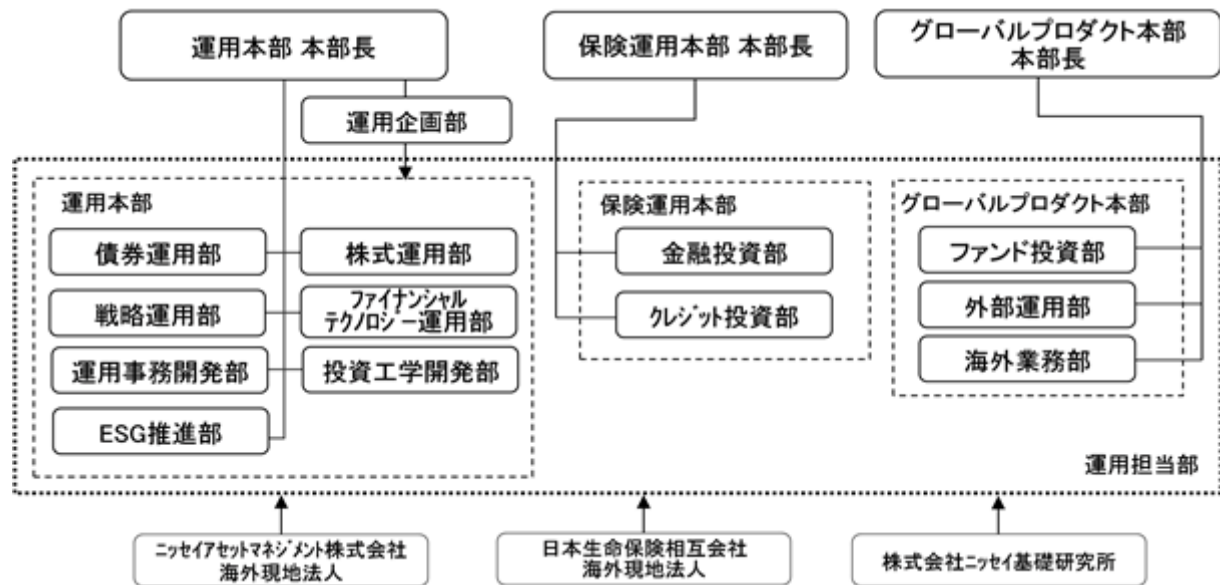 運用本部 本部長
保険運用本部 本部長
グローバルプロダクト本部
本部長
運用企画部
運用本部
債券運用部
株式運用部
戦略運用部
ファイナンシャル
テクノロジー運用部
運用事務開発部
投資工学開発部
ESG推進部
保険運用本部
金融投資部
クレジット投資部
グローバルプロダクト本部
ファンド投資部
外部運用部
海外業務部
運用担当部
ニッセイアセットマネジメント株式会社
海外現地法人
日本生命保険相互会社
海外現地法人
株式会社ニッセイ基礎研究所